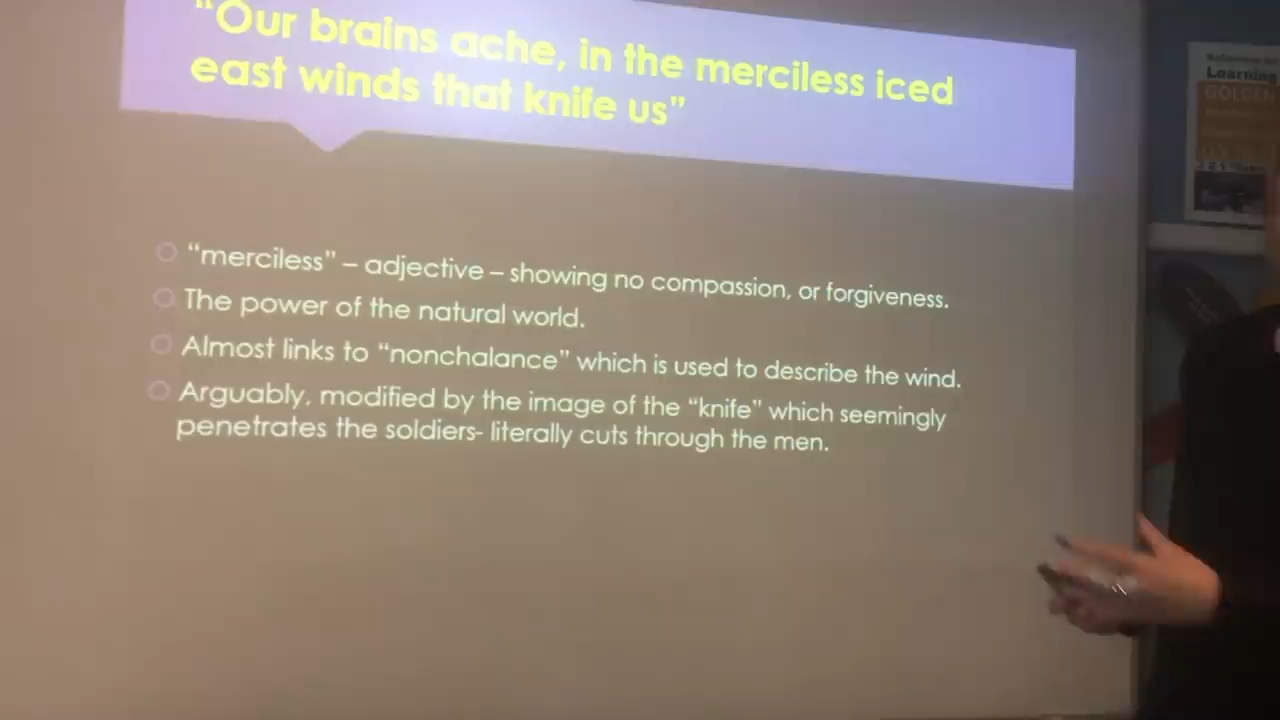 "Our brains ache, in the merciless iced
east winds that knife us"
"merciless" – adjective – showing no compassion, or forgiveness.
The power of the natural world.
Almost links to "nonchalance" which is used to describe the wind.
Arguably, modified by the image of the "knife" which seemingly
penetrates the soldiers- literally cuts through the men.
Learning
GOLDEN